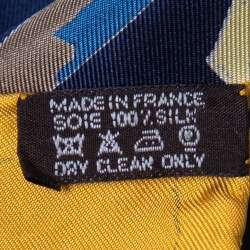 MADE IN FRANCE
SOIE 100% SILK
DRY CLEAN ONLY